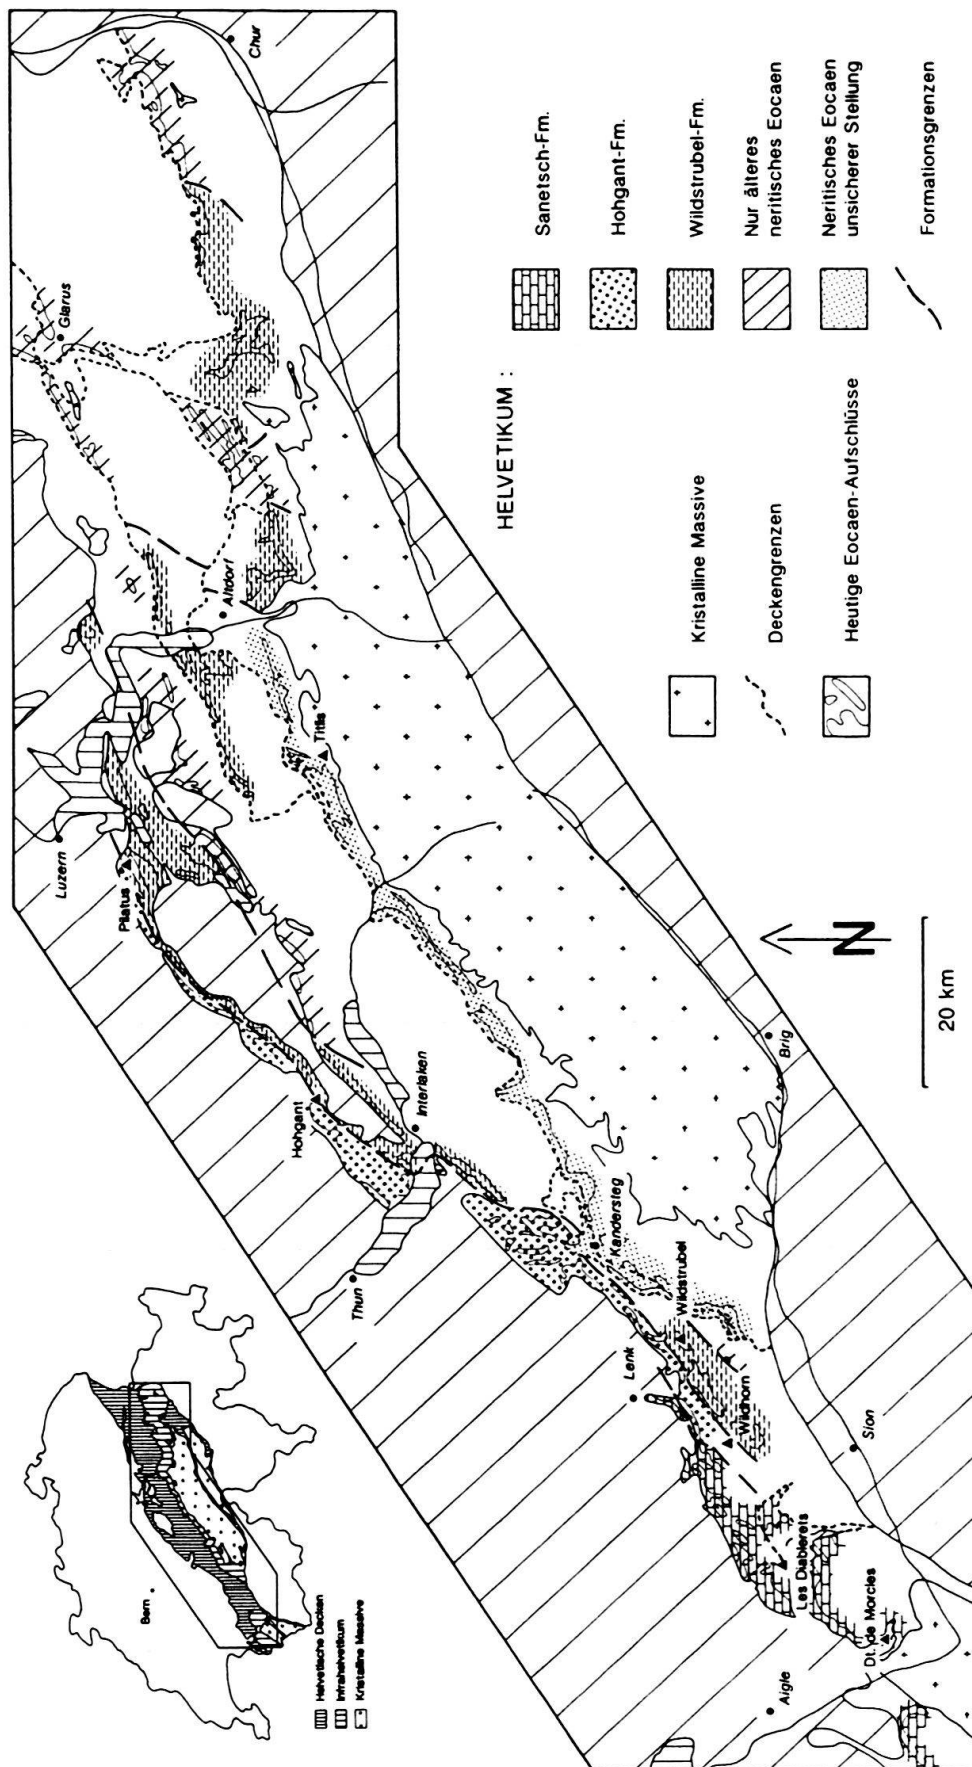 Bern
Helvetische Decken
Infrahelvetikum
Kristalline Massive
Luzern
Pilatus
Glarus
Chur
Altdorf
Titlis
Hohgant
Interlaken
Thun
Kandersteg
Lenk
Wildstrubel
Wildhorn
Brig
Sion
Les Diablerets
Dt. de Morcles
Aigle
N
20 km
HELVETIKUM :
Kristalline Massive
Deckengrenzen
Heutige Eocaen-Aufschlüsse
Sanetsch-Fm.
Hohgant-Fm.
Wildstrubel-Fm.
Nur älteres
neritisches Eocaen
Neritisches Eocaen
unsicherer Stellung
Formationsgrenzen